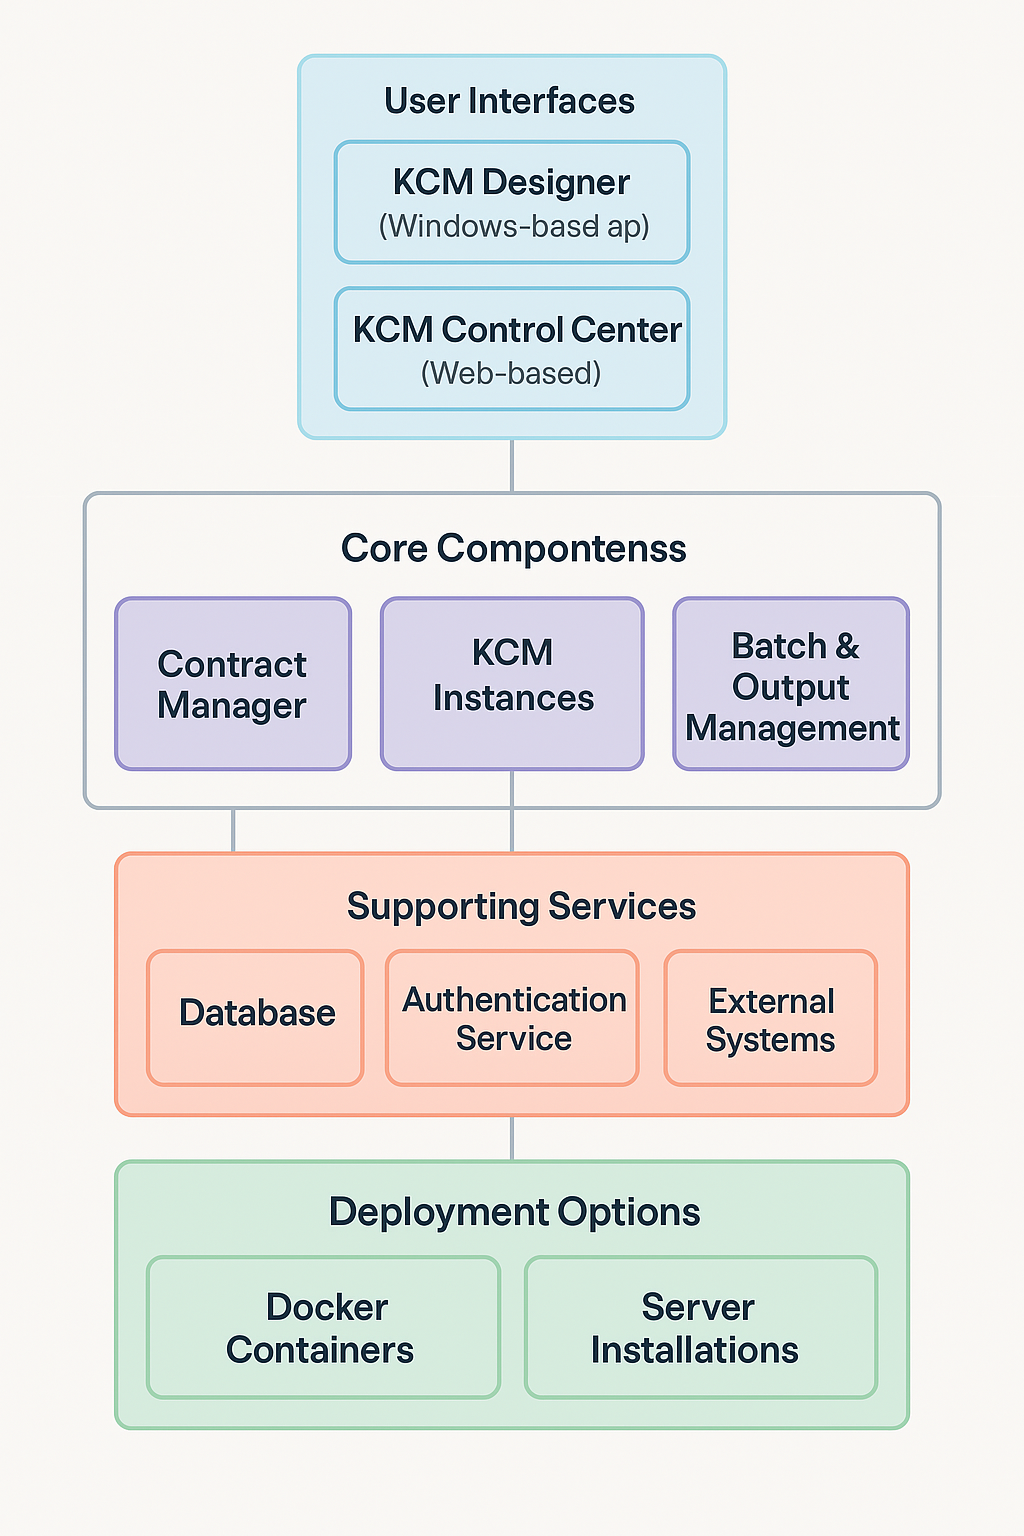 User Interfaces
KCM Designer
(Windows-based ap)
KCM Control Center
(Web-based)
Core Compontenss
Contract
Manager
KCM
Instances
Batch &
Output
Management
Supporting Services
Database
Authentication
Service
External
Systems
Deployment Options
Docker
Containers
Server
Installations